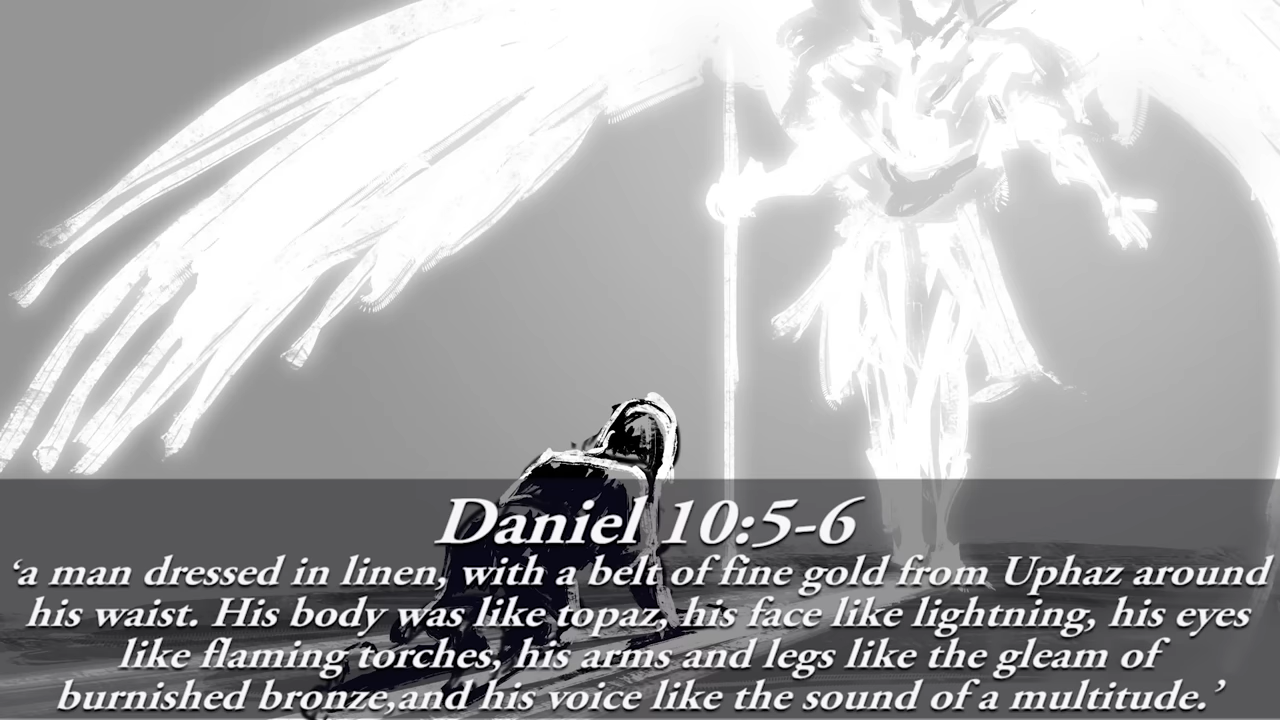 Daniel 10:5-6
‘a man dressed in linen, with a belt of fine gold from Uphaz around
his waist. His body was like topaz, his face like lightning, his eyes
like flaming torches, his arms and legs like the gleam of
burnished bronze,and his voice like the sound of a multitude.’